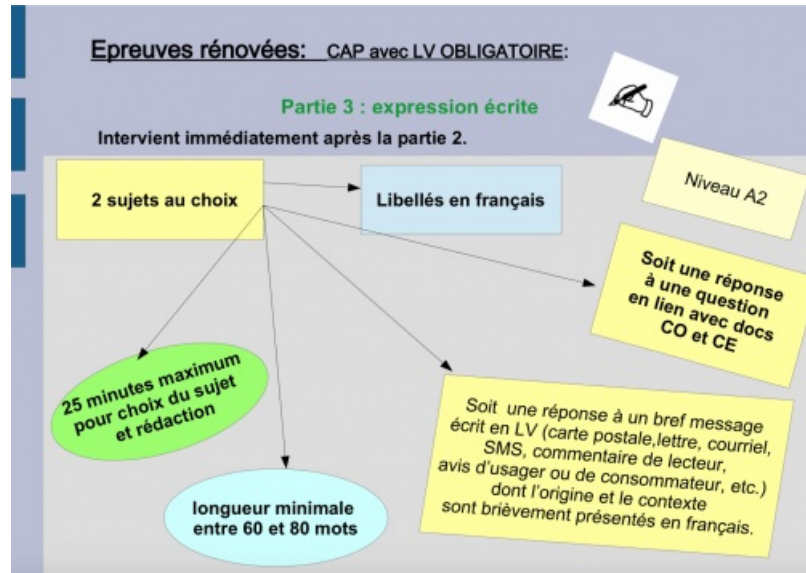 Epreuves rénovées: CAP avec LV OBLIGATOIRE:
Partie 3 : expression écrite
Intervient immédiatement après la partie 2.
2 sujets au choix
Libellés en français
Niveau A2
Soit une réponse
à une question
en lien avec docs
CO et CE
25 minutes maximum
pour choix du sujet
et rédaction
longueur minimale
entre 60 et 80 mots
Soit une réponse à un bref message
écrit en LV (carte postale,lettre, courriel,
SMS, commentaire de lecteur,
avis d'usager ou de consommateur, etc.)
dont l'origine et le contexte
sont brièvement présentés en français.